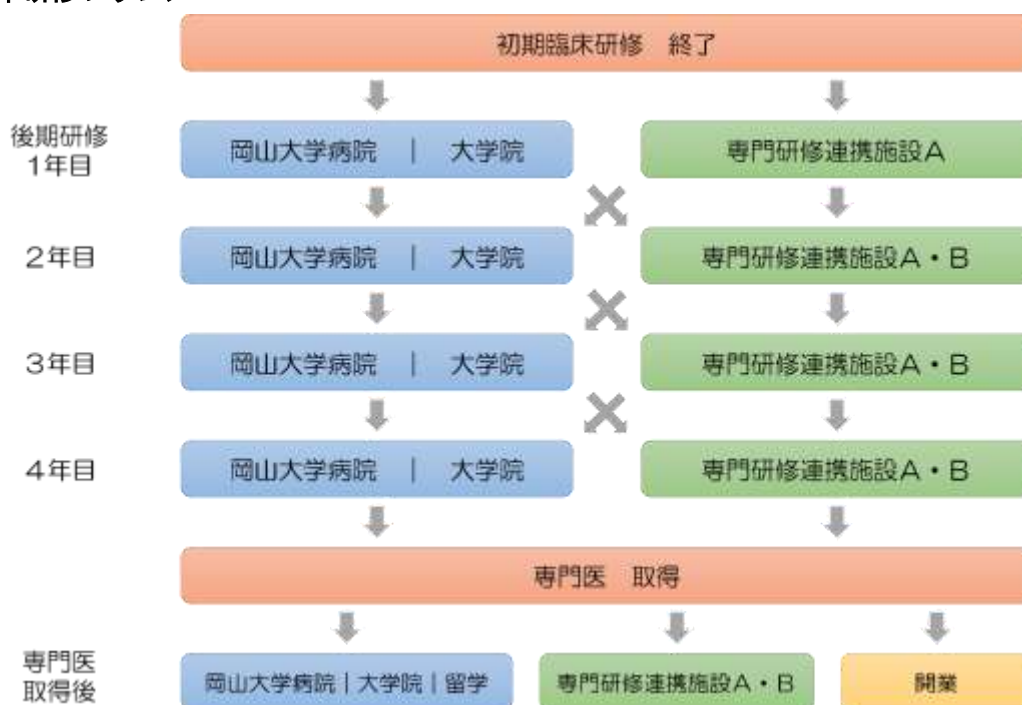 初期臨床研修 終了
後期研修
1年目
岡山大学病院 | 大学院
専門研修連携施設A
2年目
岡山大学病院 | 大学院
専門研修連携施設A・B
3年目
岡山大学病院 | 大学院
専門研修連携施設A・B
4年目
岡山大学病院 | 大学院
専門研修連携施設A・B
専門医 取得
専門医
取得後
岡山大学病院|大学院|留学
専門研修連携施設A・B
開業